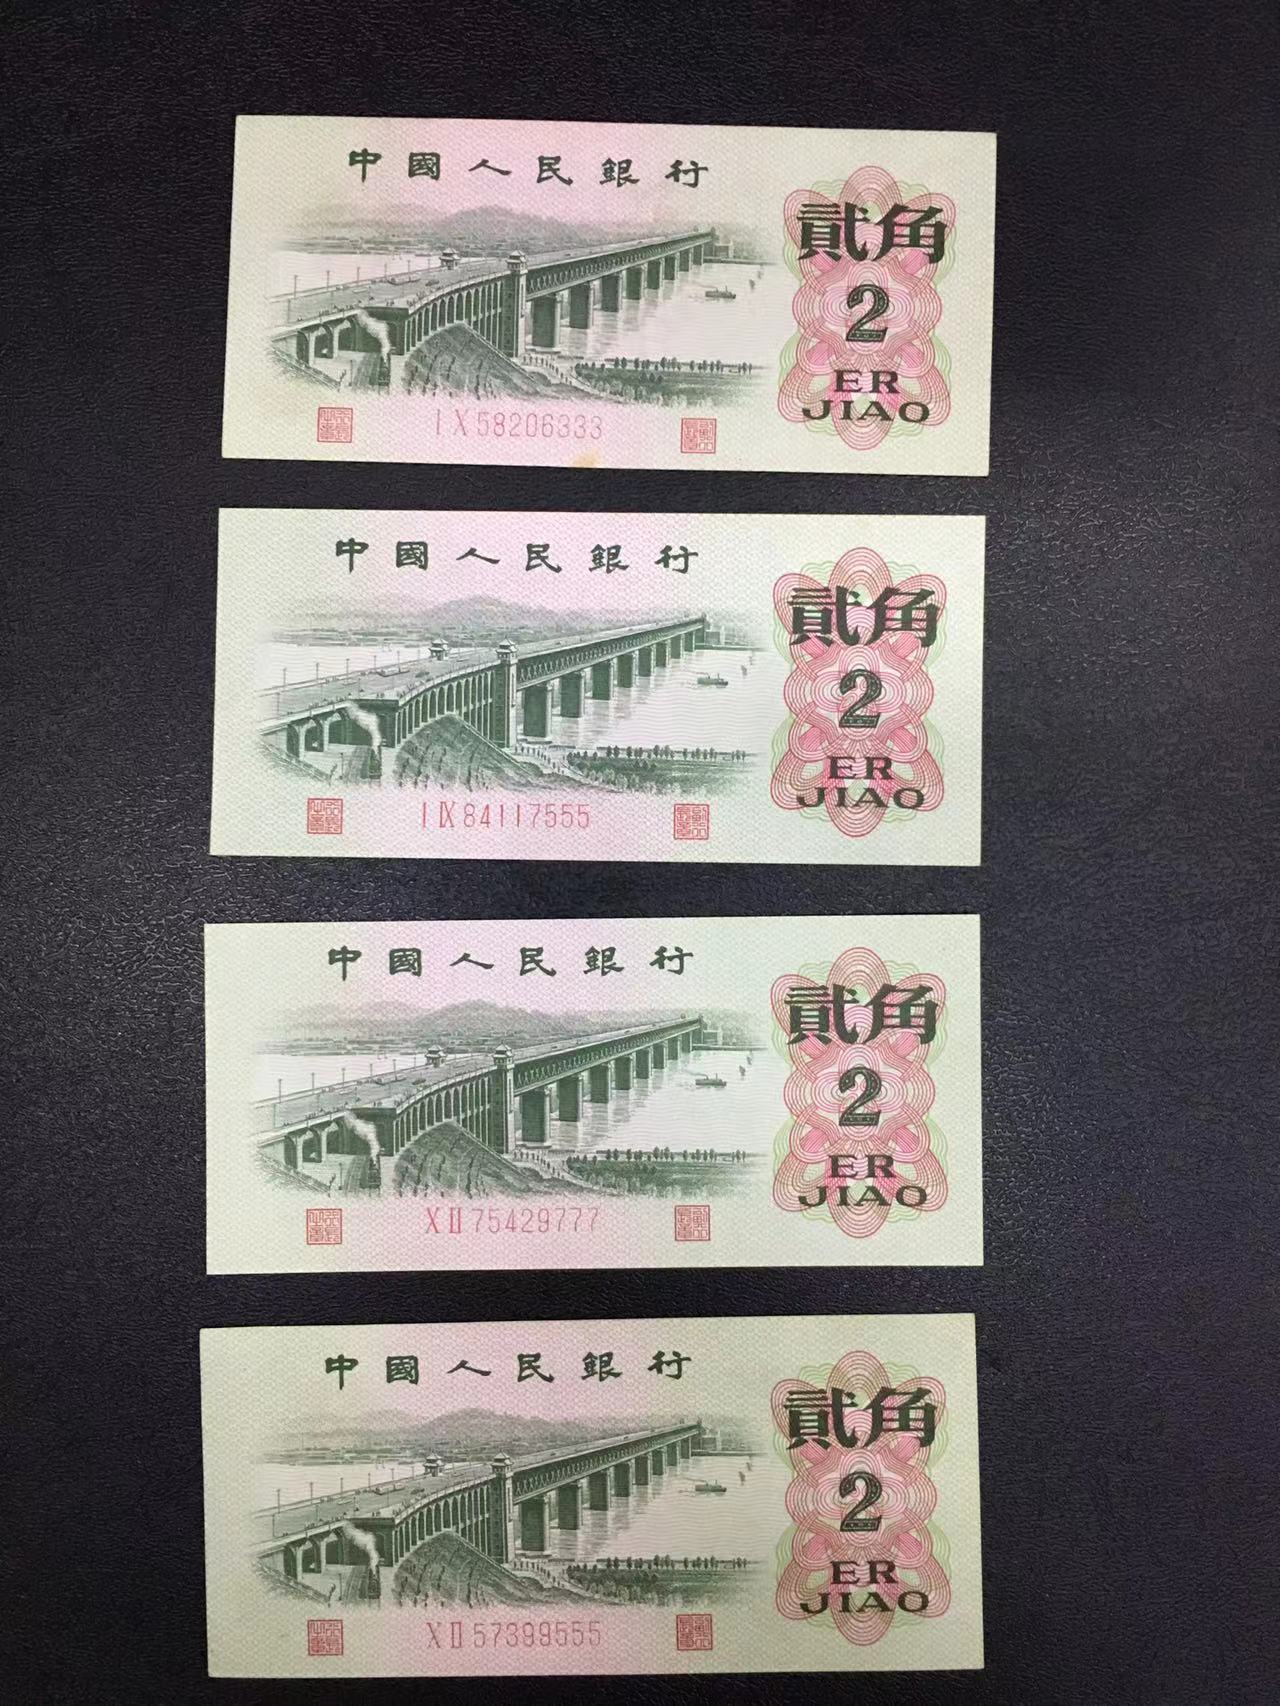 中國人民銀行
貳角
2
ER
JIAO
I X 58206333
中國人民銀行
貳角
2
ER
JIAO
I IX 84117555
中國人民銀行
貳角
2
ER
JIAO
X II 75429777
中國人民銀行
貳角
2
ER
JIAO
X II 57399555